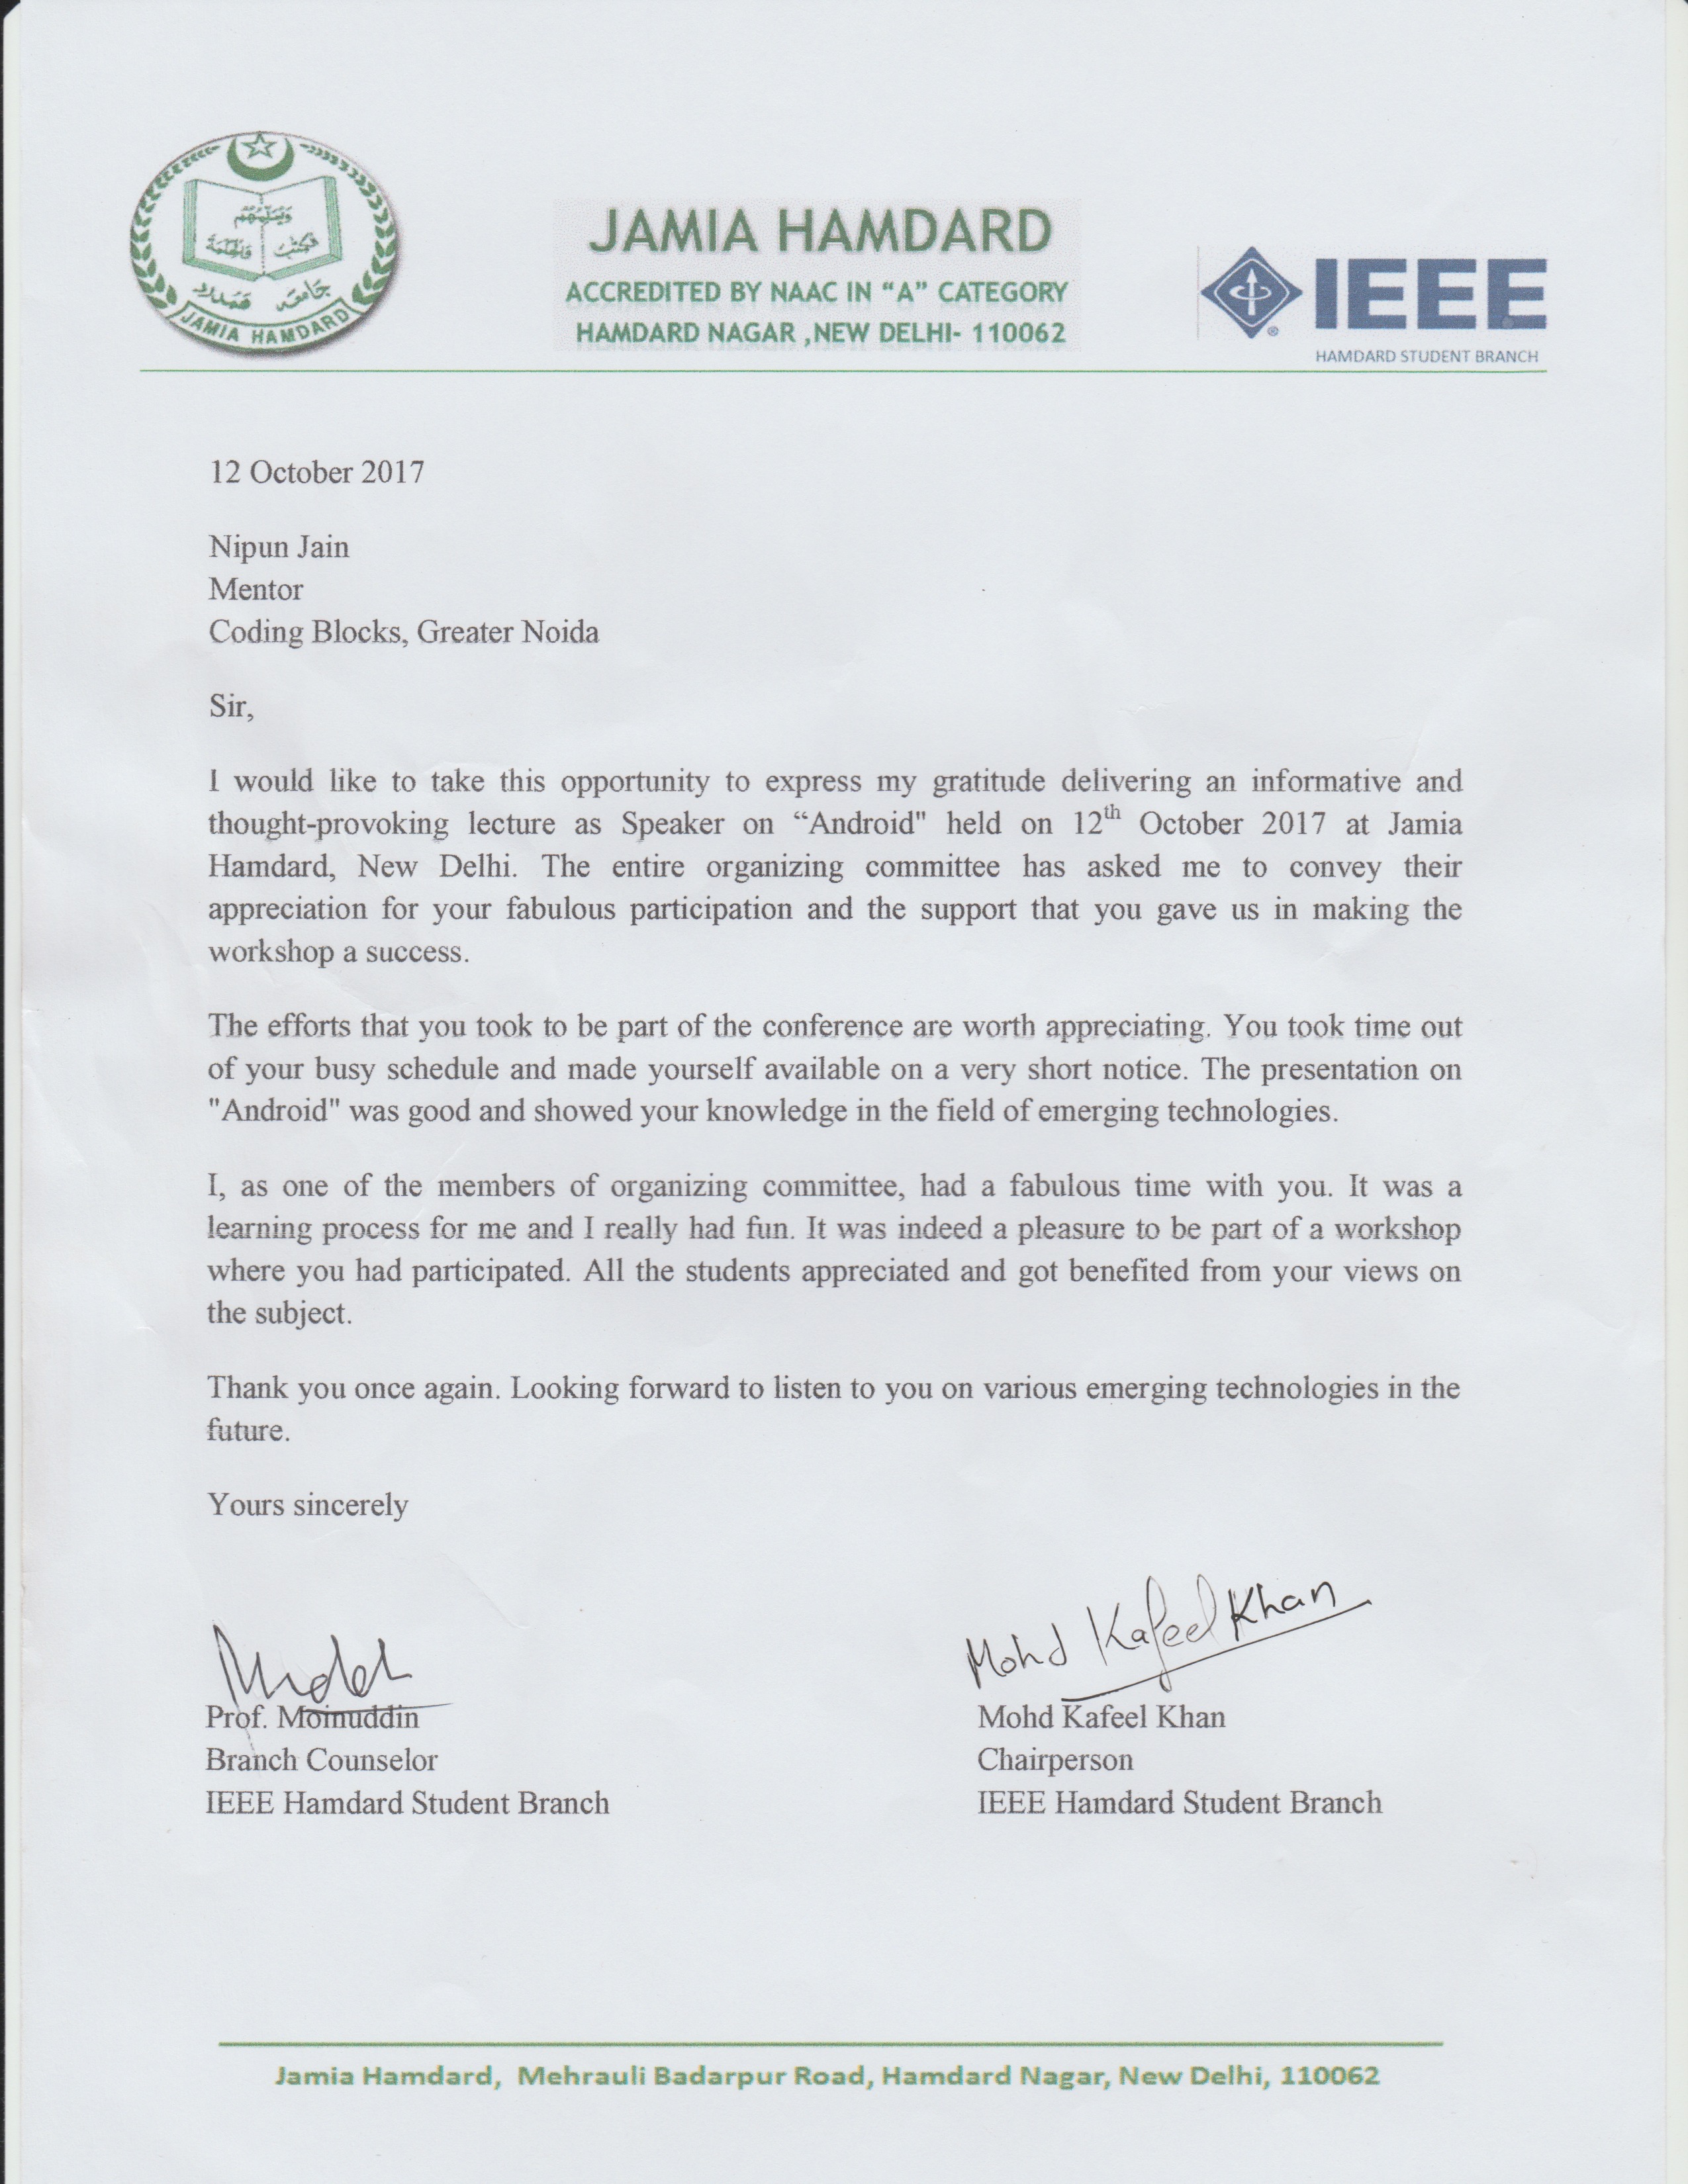 JAMIA HAMDARD
JAMIA HAMDARD
ACCREDITED BY NAAC IN “A” CATEGORY
HAMDARD NAGAR ,NEW DELHI- 110062
IEEE
HAMDARD STUDENT BRANCH
12 October 2017
Nipun Jain
Mentor
Coding Blocks, Greater Noida
Sir,
I would like to take this opportunity to express my gratitude delivering an informative and
thought-provoking lecture as Speaker on “Android" held on 12th October 2017 at Jamia
Hamdard, New Delhi. The entire organizing committee has asked me to convey their
appreciation for your fabulous participation and the support that you gave us in making the
workshop a success.
The efforts that you took to be part of the conference are worth appreciating. You took time out
of your busy schedule and made yourself available on a very short notice. The presentation on
"Android" was good and showed your knowledge in the field of emerging technologies.
I, as one of the members of organizing committee, had a fabulous time with you. It was a
learning process for me and I really had fun. It was indeed a pleasure to be part of a workshop
where you had participated. All the students appreciated and got benefited from your views on
the subject.
Thank you once again. Looking forward to listen to you on various emerging technologies in the
future.
Yours sincerely
Mohd Kafeel Khan
Prof. Moinuddin
Branch Counselor
IEEE Hamdard Student Branch
Mohd Kafeel Khan
Chairperson
IEEE Hamdard Student Branch
Jamia Hamdard, Mehrauli Badarpur Road, Hamdard Nagar, New Delhi, 110062